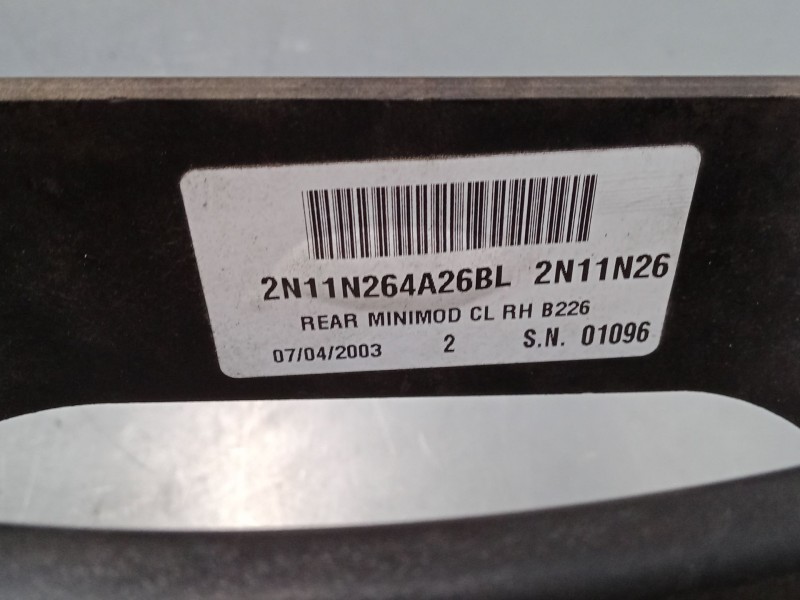 2N11N264A26BL 2N11N26
REAR MINIMOD CL RH B226
07/04/2003 2 S.N. 01096